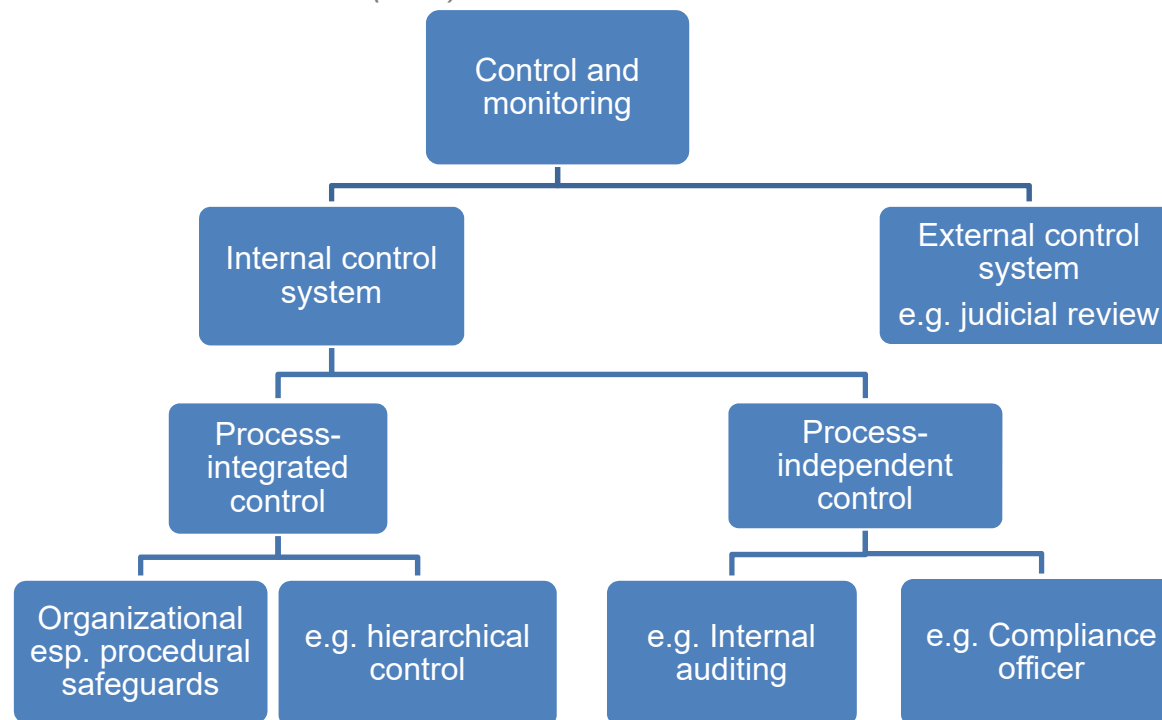 Control and
monitoring
Internal control
system
External control
system
e.g. judicial review
Process-
integrated
control
Process-
independent
control
Organizational
esp. procedural
safeguards
e.g. hierarchical
control
e.g. Internal
auditing
e.g. Compliance
officer